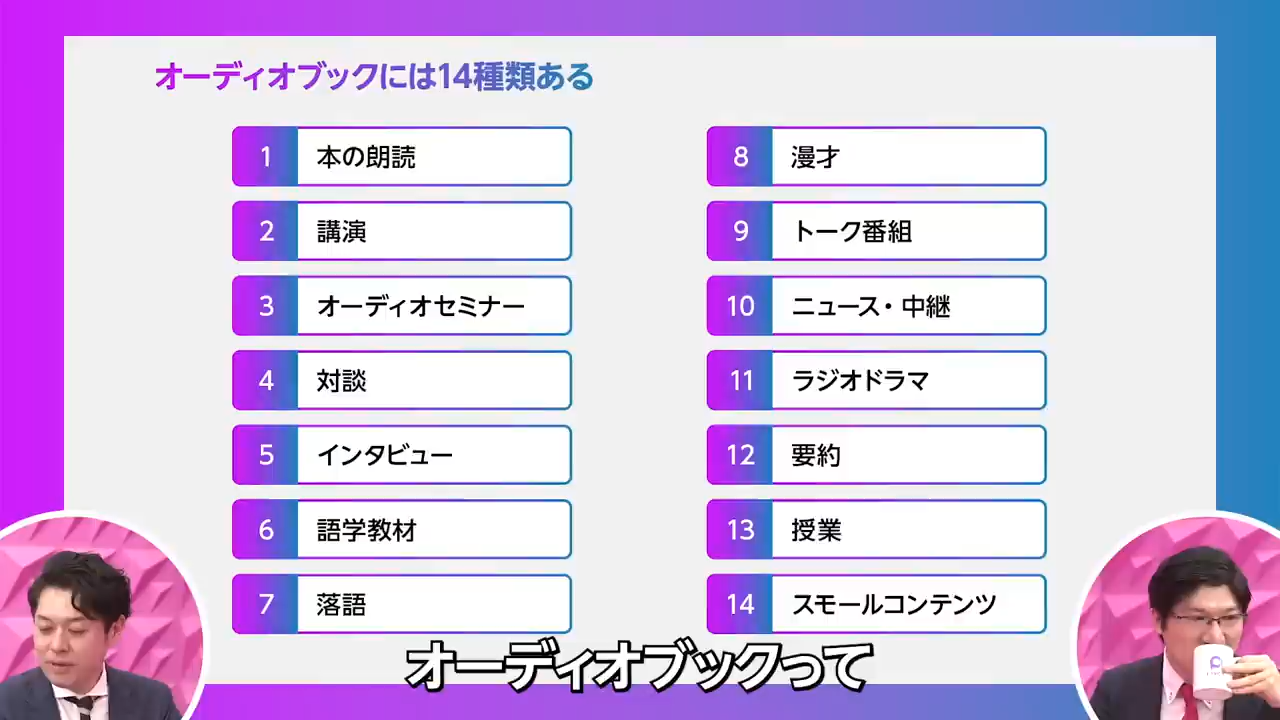 オーディオブックには14種類ある
1 本の朗読
2 講演
3 オーディオセミナー
4 対談
5 インタビュー
6 語学教材
7 落語
8 漫才
9 トーク番組
10 ニュース・中継
11 ラジオドラマ
12 要約
13 授業
14 スモールコンテンツ
オーディオブックって